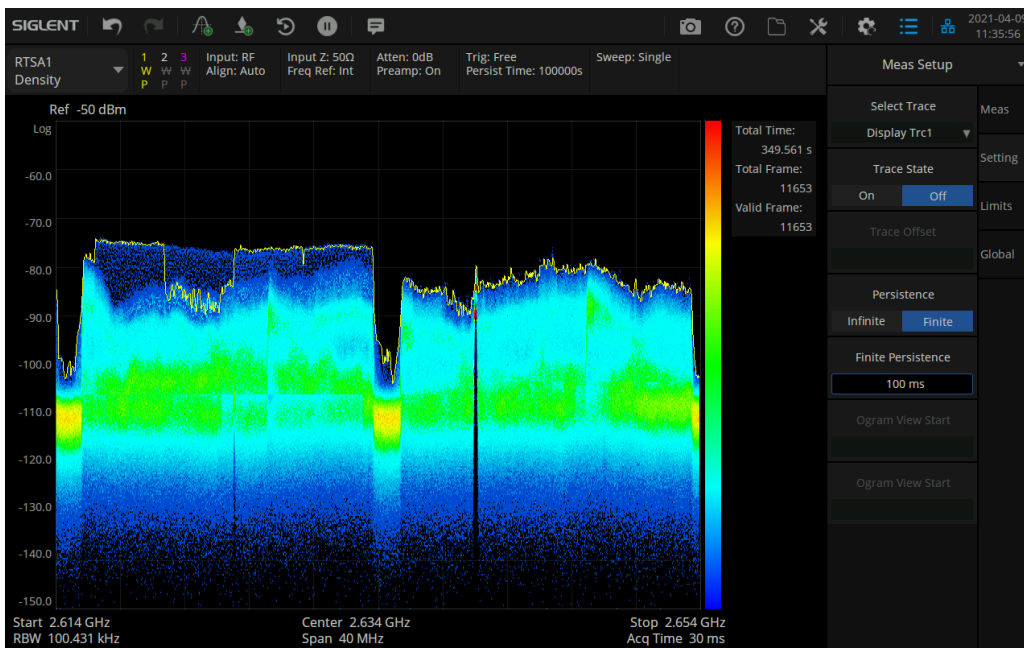 SIGLENT
2021-04-09
11:35:56
RTSA1
Density
1 2 3
W W W
P P P
Input: RF
Align: Auto
Input Z: 50Ω
Freq Ref: Int
Atten: 0dB
Preamp: On
Trig: Free
Persist Time: 100000s
Sweep: Single
Ref -50 dBm
Log
-60.0
-70.0
-80.0
-90.0
-100.0
-110.0
-120.0
-130.0
-140.0
-150.0
Total Time:
349.561 s
Total Frame:
11653
Valid Frame:
11653
Start 2.614 GHz
Center 2.634 GHz
Stop 2.654 GHz
RBW 100.431 kHz
Span 40 MHz
Acq Time 30 ms
Meas Setup
Select Trace
Display Trc1
Trace State
On Off
Trace Offset
Persistence
Infinite Finite
Finite Persistence
100 ms
Ogram View Start
Ogram View Start
Meas
Setting
Limits
Global